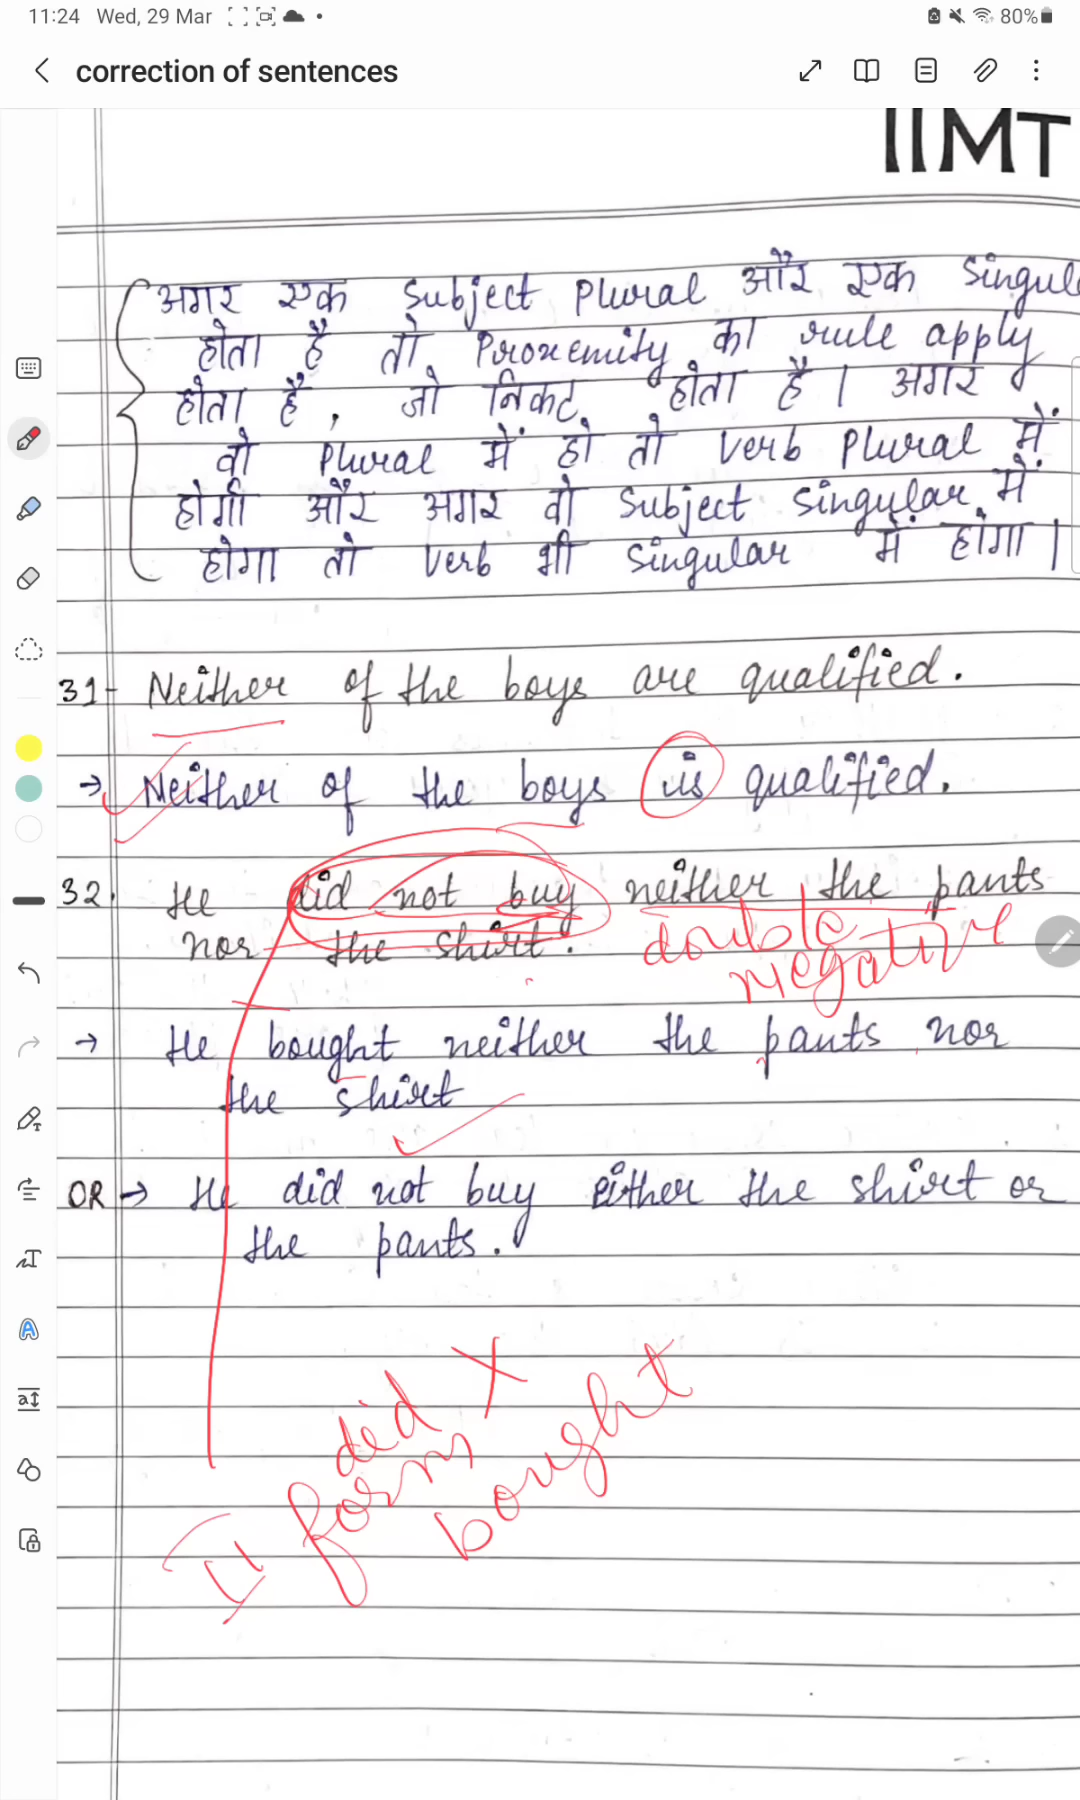 11:24 Wed, 29 Mar 80%
correction of sentences
IIMT
अगर एक Subject Plural और एक Singul
होता है तो Proxemity का rule apply
होता है, जो निकट होता है। अगर
वो Plural में हो तो verb Plural में
होगी और अगर वो Subject Singular में
होगा तो verb भी Singular में होगा।
31- Neither of the boys are qualified.
→ Neither of the boys is qualified.
32. He did not buy neither the pants
nor the shirt. double
negative
→ He bought neither the pants nor
the shirt
OR → He did not buy either the shirt or
the pants.
did X
II form bought